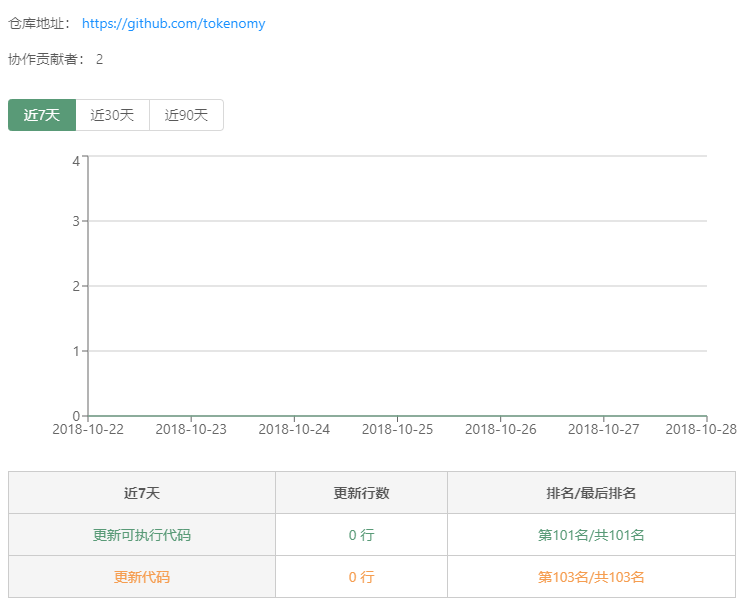 仓库地址： https://github.com/tokenomy
协作贡献者： 2
近7天 近30天 近90天
4
3
2
1
0
2018-10-22 2018-10-23 2018-10-24 2018-10-25 2018-10-26 2018-10-27 2018-10-28
近7天 更新行数 排名/最后排名
更新可执行代码 0 行 第101名/共101名
更新代码 0 行 第103名/共103名